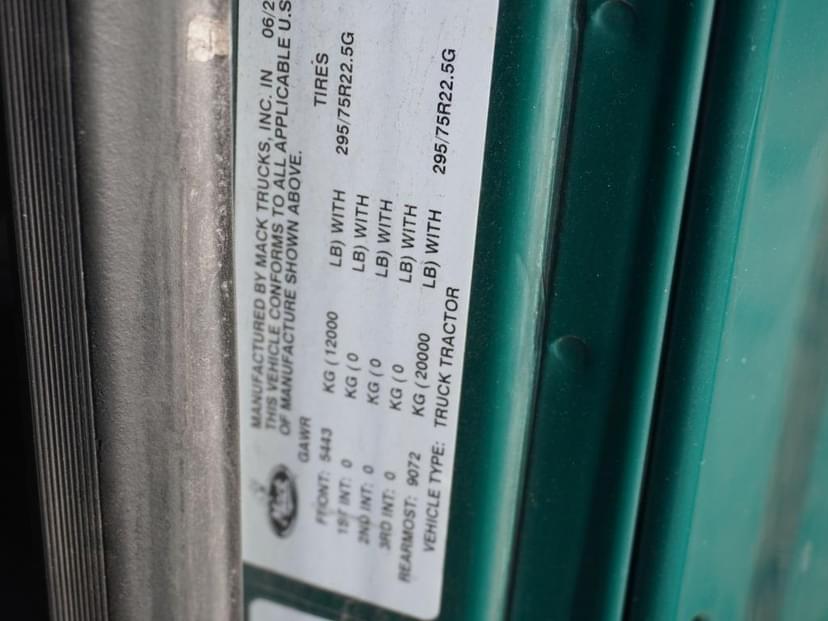 MANUFACTURED BY MACK TRUCKS, INC. IN 06/2
THIS VEHICLE CONFORMS TO ALL APPLICABLE U.S
OF MANUFACTURE SHOWN ABOVE.
GAWR TIRES
FRONT: 5443 KG ( 12000 LB) WITH 295/75R22.5G
1ST INT: 0 KG ( 0 LB) WITH
2ND INT: 0 KG ( 0 LB) WITH
3RD INT: 0 KG ( 0 LB) WITH
REARMOST: 9072 KG ( 20000 LB) WITH 295/75R22.5G
VEHICLE TYPE: TRUCK TRACTOR